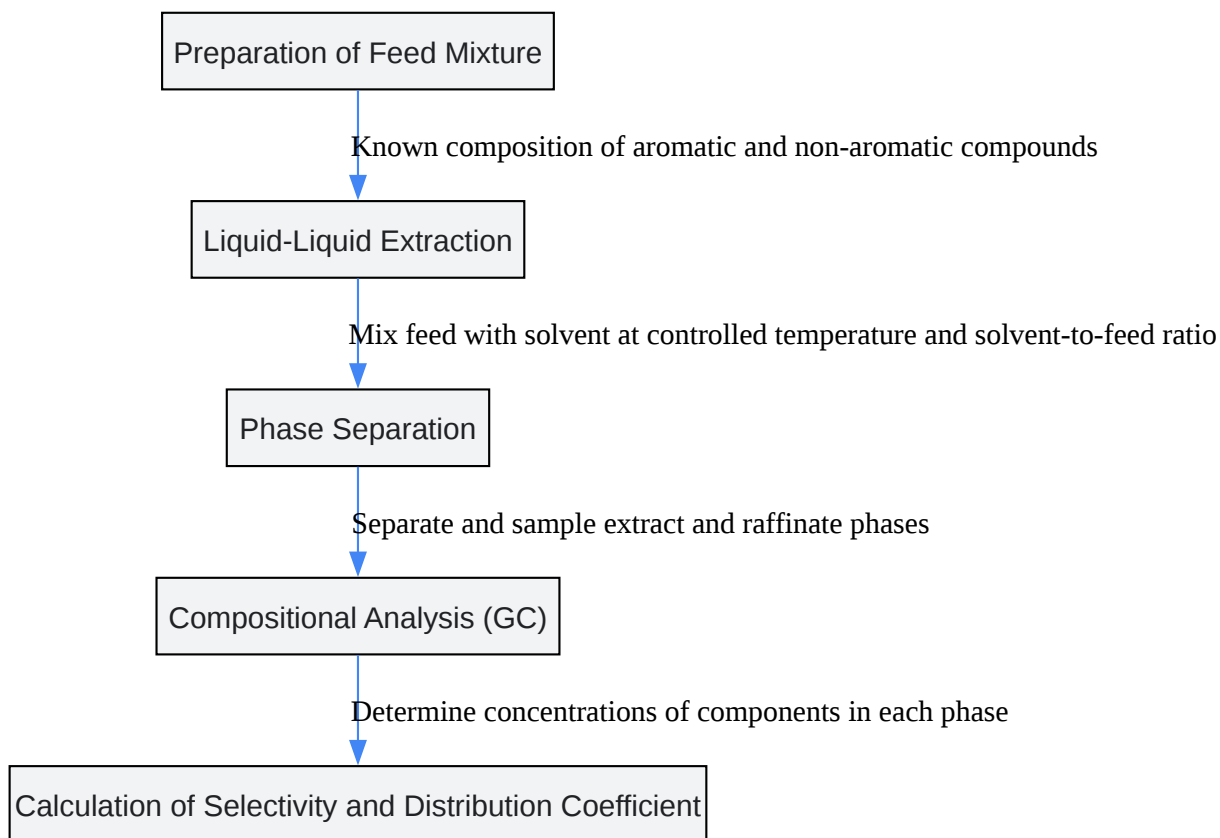 Preparation of Feed Mixture
Known composition of aromatic and non-aromatic compounds
Liquid-Liquid Extraction
Mix feed with solvent at controlled temperature and solvent-to-feed ratio
Phase Separation
Separate and sample extract and raffinate phases
Compositional Analysis (GC)
Determine concentrations of components in each phase
Calculation of Selectivity and Distribution Coefficient